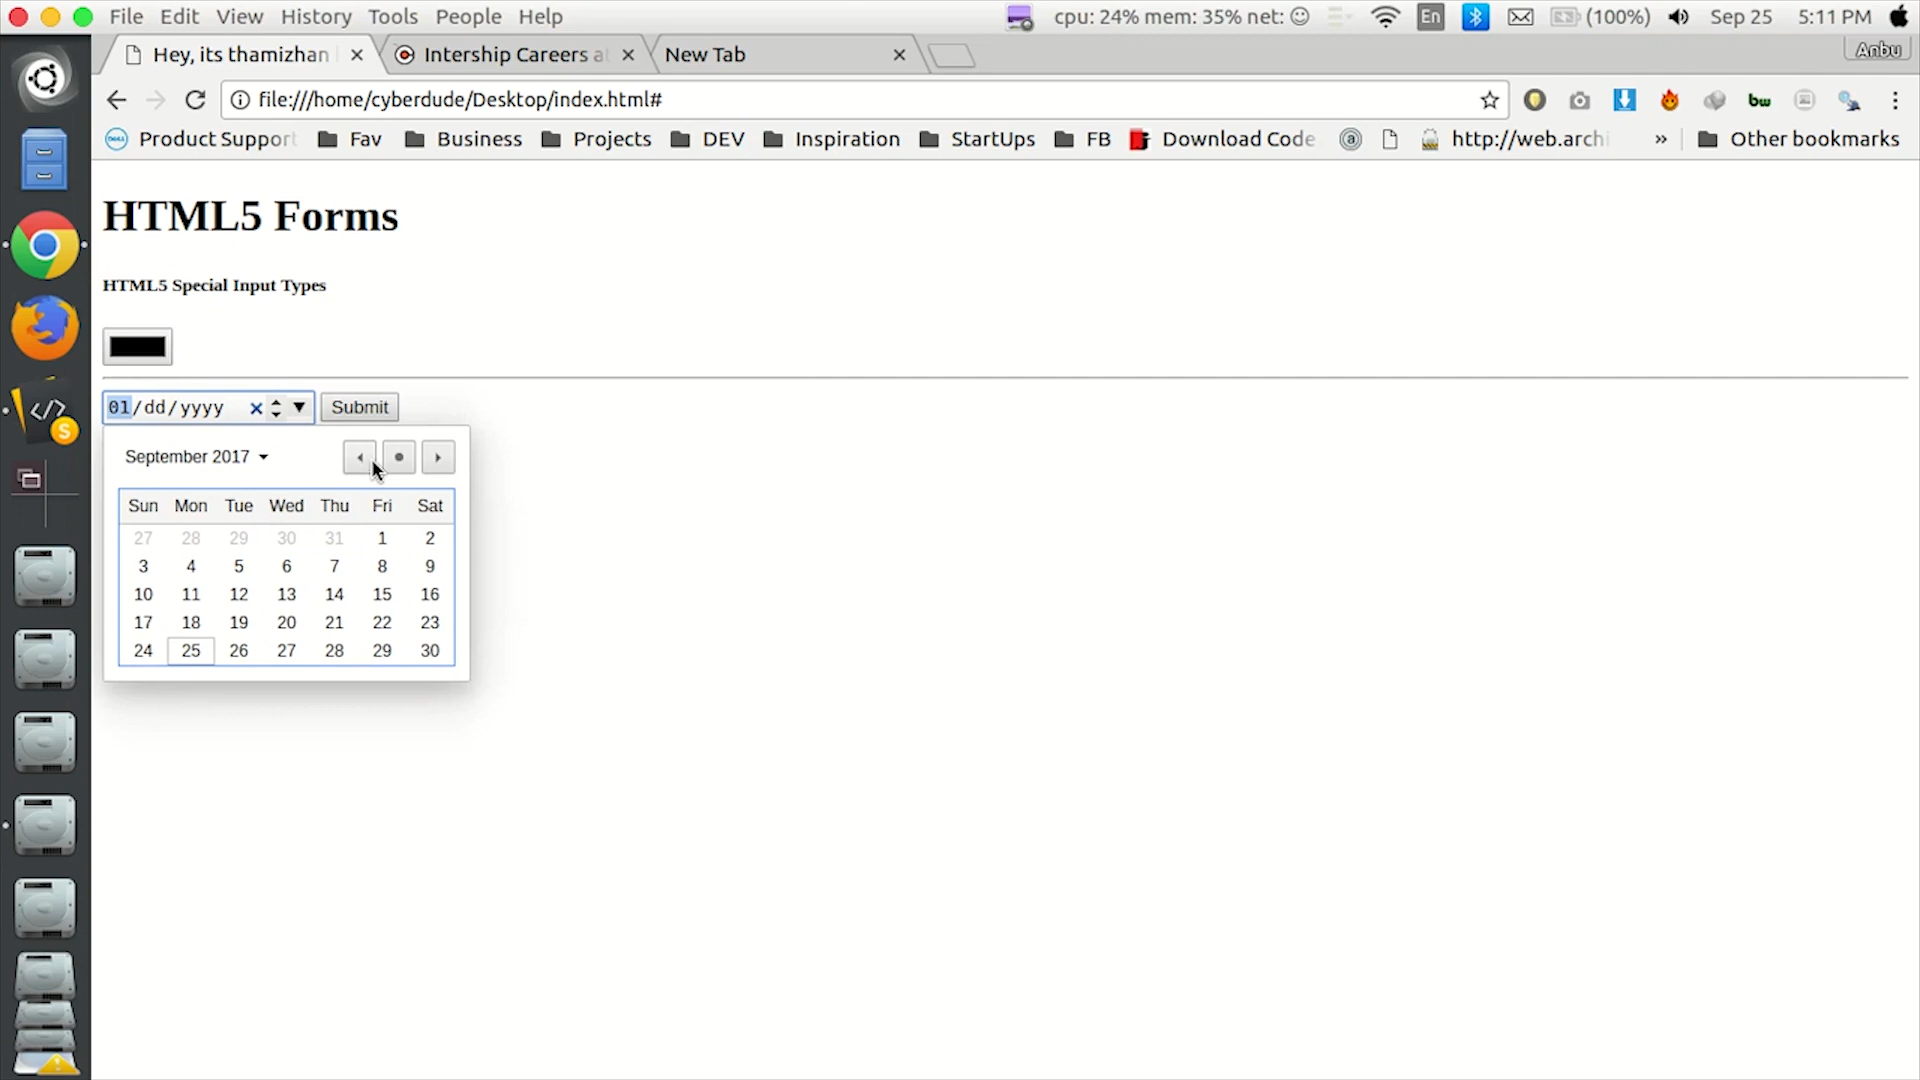 File Edit View History Tools People Help cpu: 24% mem: 35% net: En (100%) Sep 25 5:11 PM
Hey, its thamizhan Intership Careers at New Tab Anbu
file:///home/cyberdude/Desktop/index.html# bw
DELL Product Support Fav Business Projects DEV Inspiration StartUps FB Download Code @ http://web.archi » Other bookmarks
HTML5 Forms
HTML5 Special Input Types
01/dd/yyyy Submit
September 2017
Sun Mon Tue Wed Thu Fri Sat
27 28 29 30 31 1 2
3 4 5 6 7 8 9
10 11 12 13 14 15 16
17 18 19 20 21 22 23
24 25 26 27 28 29 30